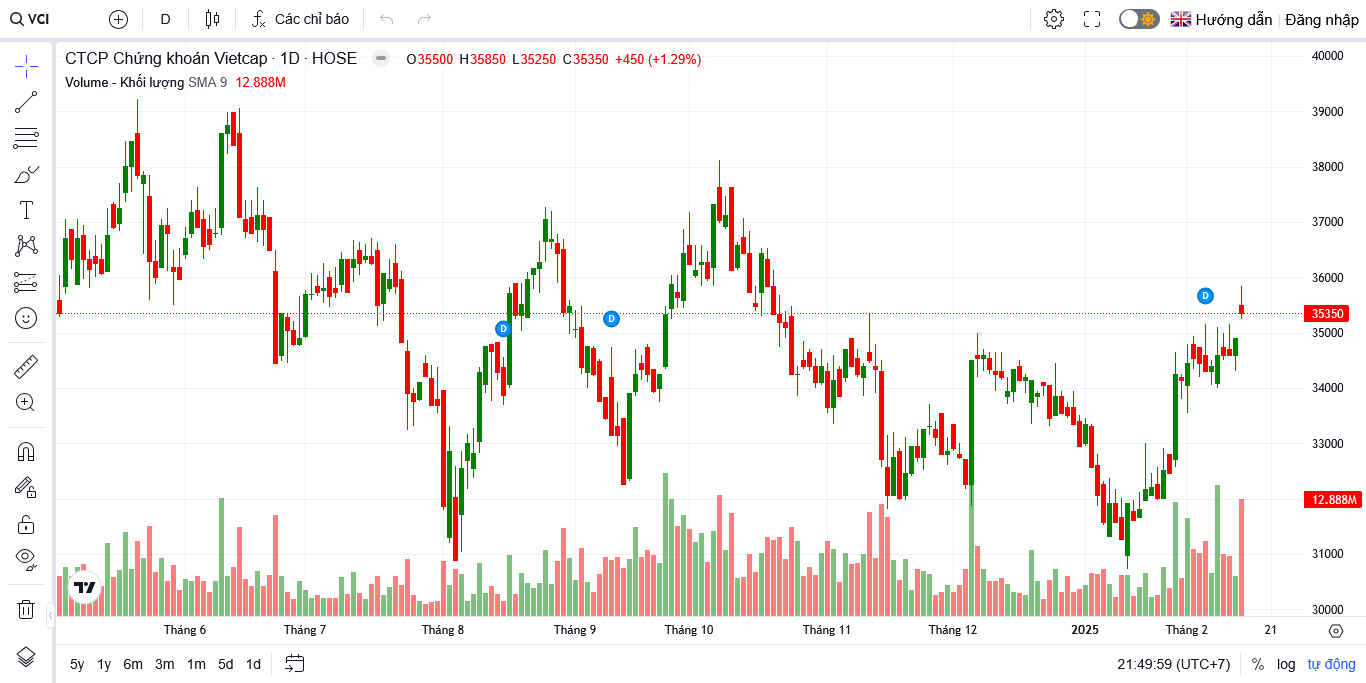 VCI D Các chỉ báo Hướng dẫn Đăng nhập
CTCP Chứng khoán Vietcap · 1D · HOSE O35500 H35850 L35250 C35350 +450 (+1.29%)
Volume - Khối lượng SMA 9 12.888M
40000
39000
38000
37000
36000
35350
35000
34000
33000
12.888M
31000
30000
D
D
D
Tháng 6 Tháng 7 Tháng 8 Tháng 9 Tháng 10 Tháng 11 Tháng 12 2025 Tháng 2 21
5y 1y 6m 3m 1m 5d 1d 21:49:59 (UTC+7) % log tự động